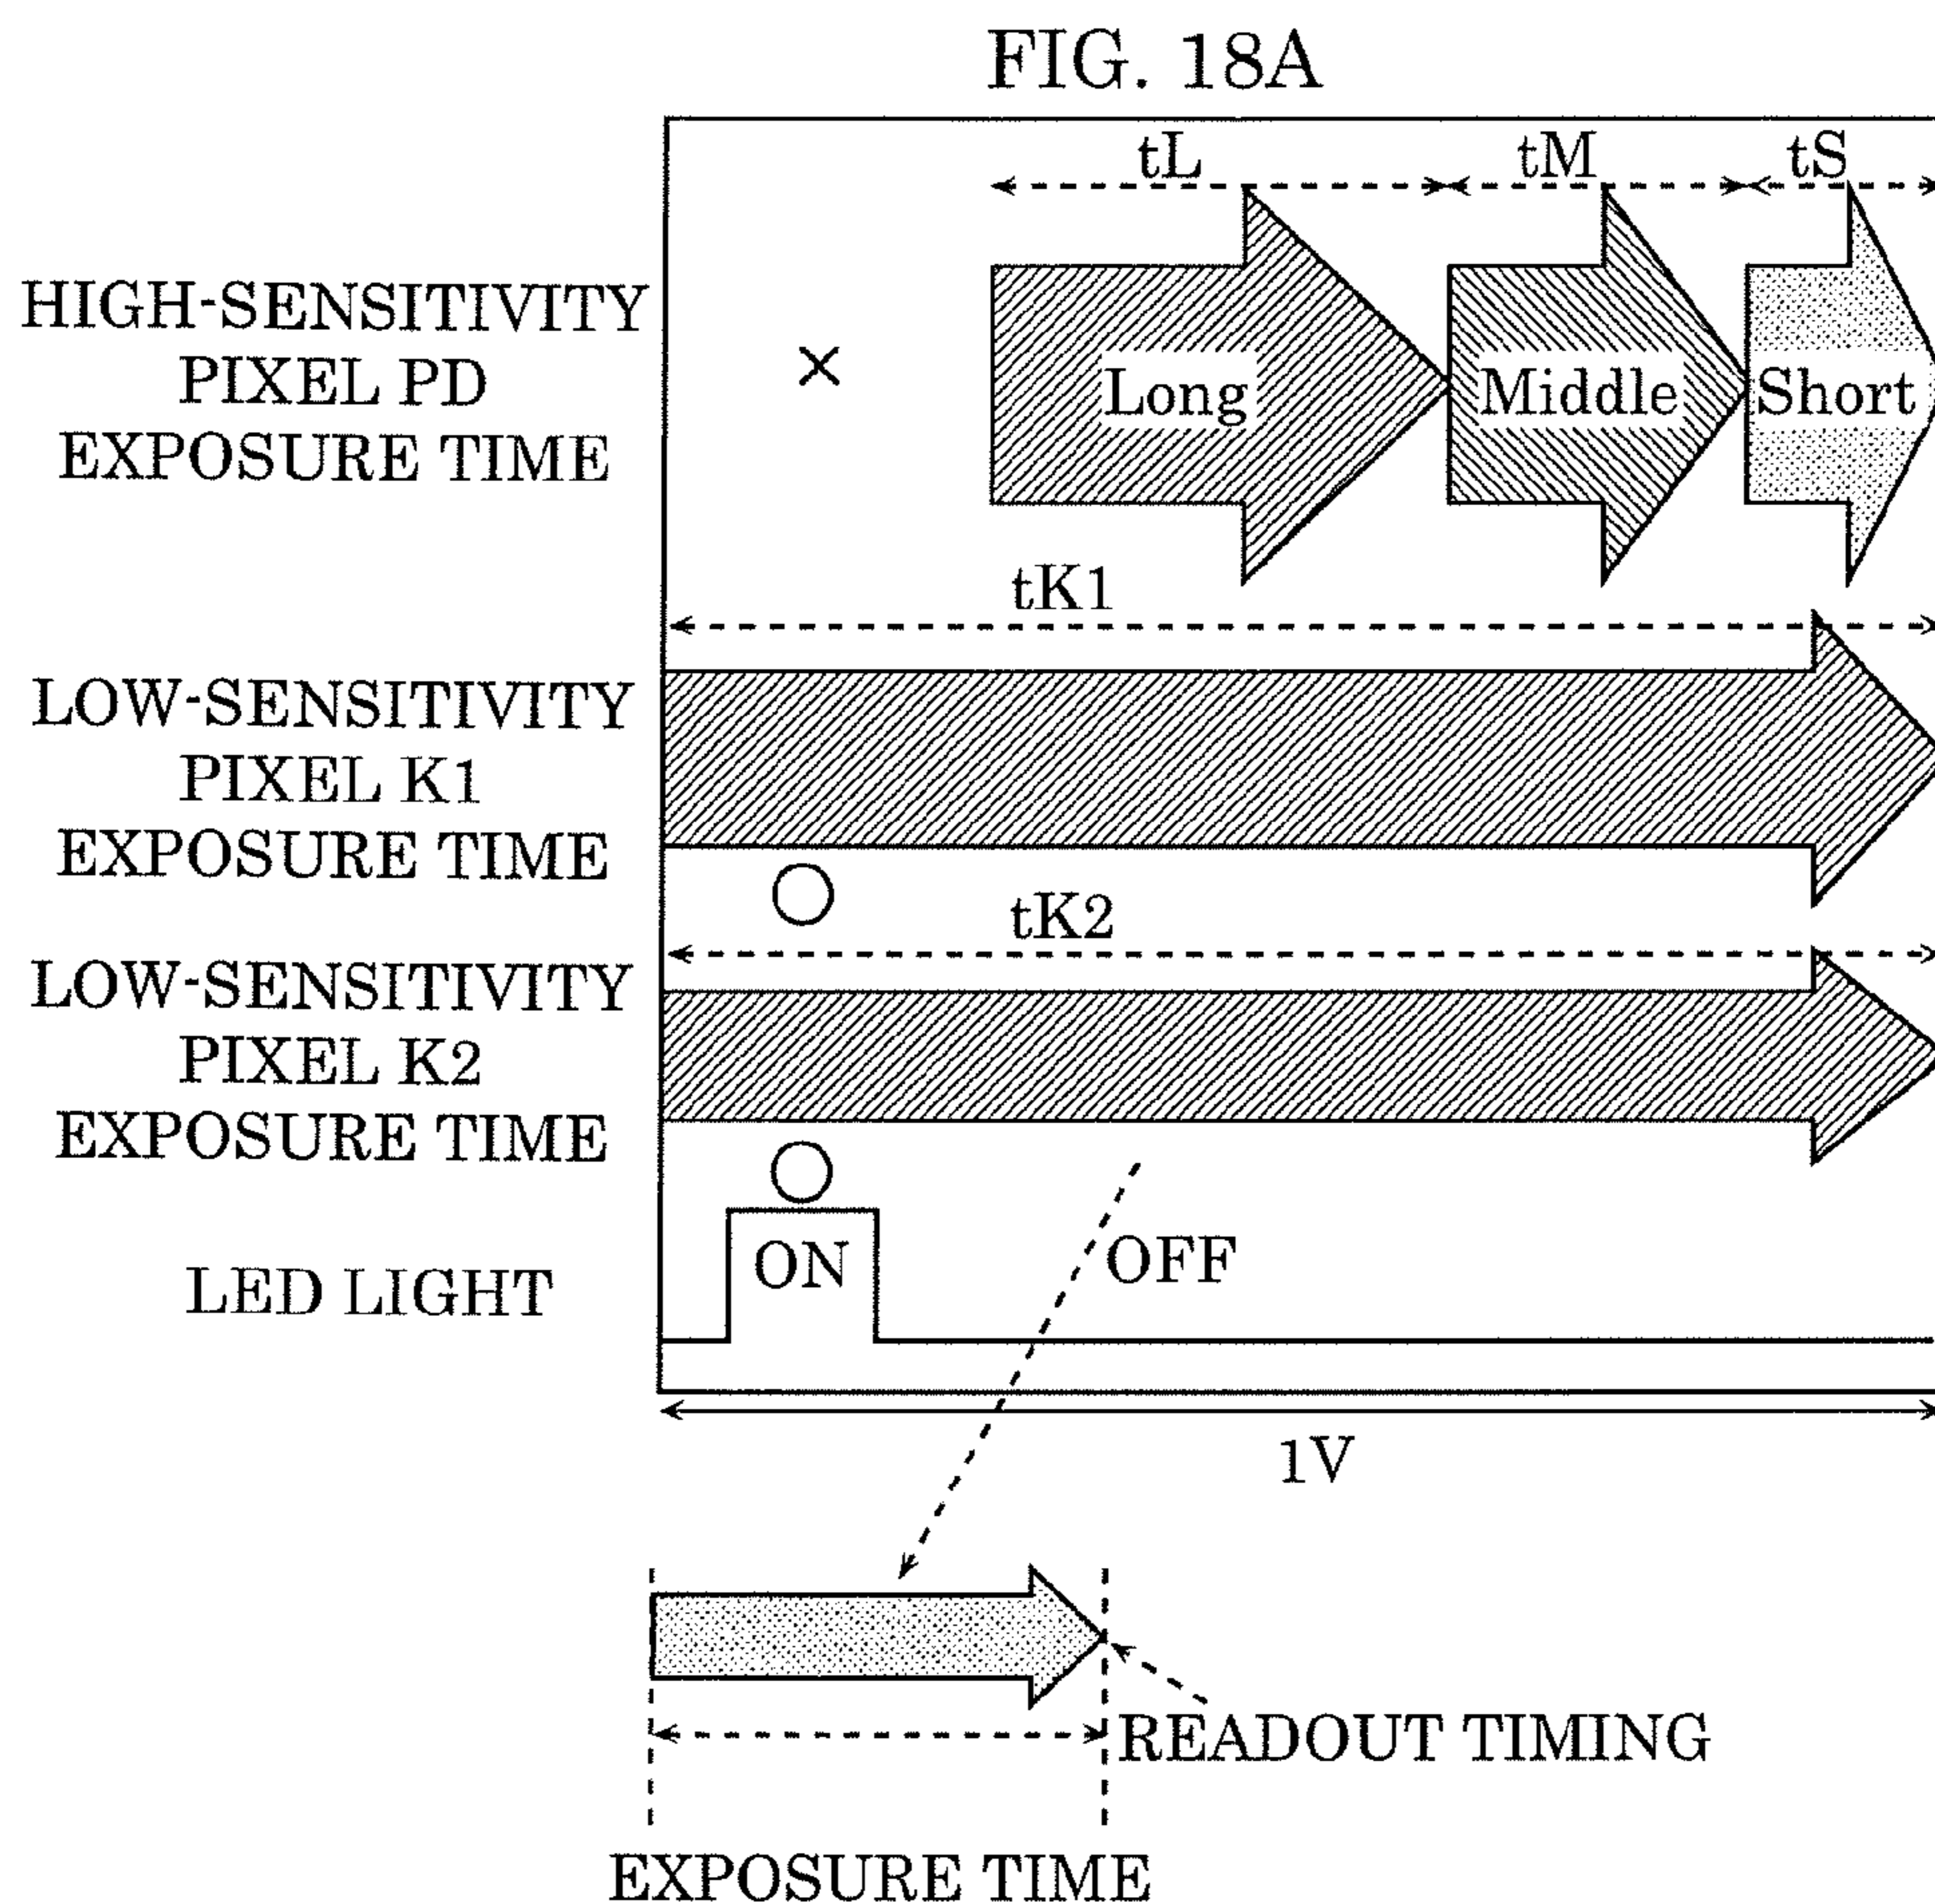 FIG. 18A
tL
tM
tS
HIGH-SENSITIVITY
PIXEL PD
EXPOSURE TIME
×
Long
Middle
Short
tK1
LOW-SENSITIVITY
PIXEL K1
EXPOSURE TIME
tK2
LOW-SENSITIVITY
PIXEL K2
EXPOSURE TIME
LED LIGHT
ON
OFF
1V
READOUT TIMING
EXPOSURE TIME